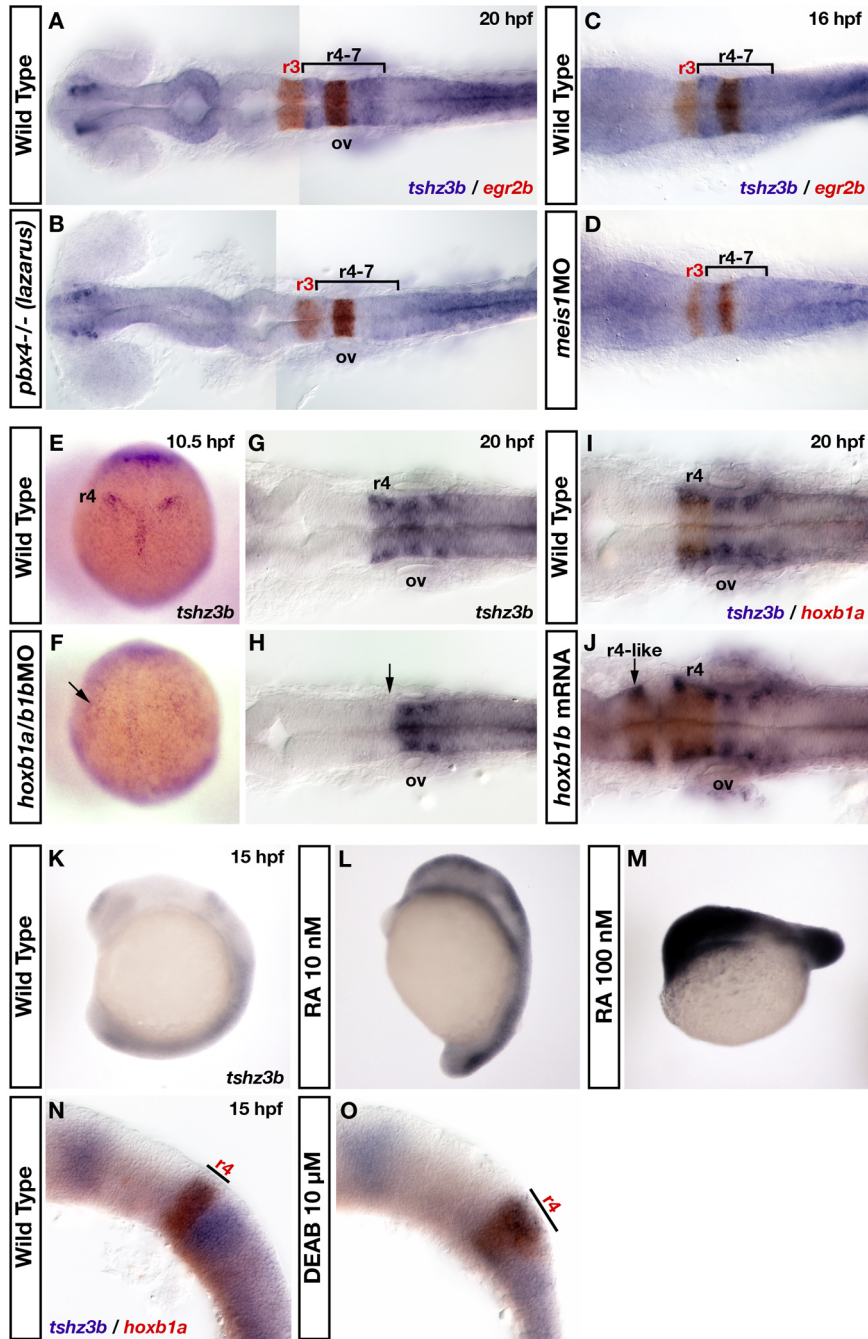 A
20 hpf
Wild Type
r3
r4-7
ov
tshz3b / egr2b
C
16 hpf
Wild Type
r3
r4-7
tshz3b / egr2b
B
pbx4-/- (lazarus)
r3
r4-7
ov
D
meis1MO
r3
r4-7
E
10.5 hpf
Wild Type
r4
tshz3b
G
20 hpf
r4
ov
tshz3b
I
20 hpf
Wild Type
r4
ov
tshz3b / hoxb1a
F
hoxb1a/b1bMO
H
ov
J
hoxb1b mRNA
r4-like
r4
ov
K
15 hpf
Wild Type
tshz3b
L
RA 10 nM
M
RA 100 nM
N
15 hpf
Wild Type
r4
tshz3b / hoxb1a
O
DEAB 10 µM
r4